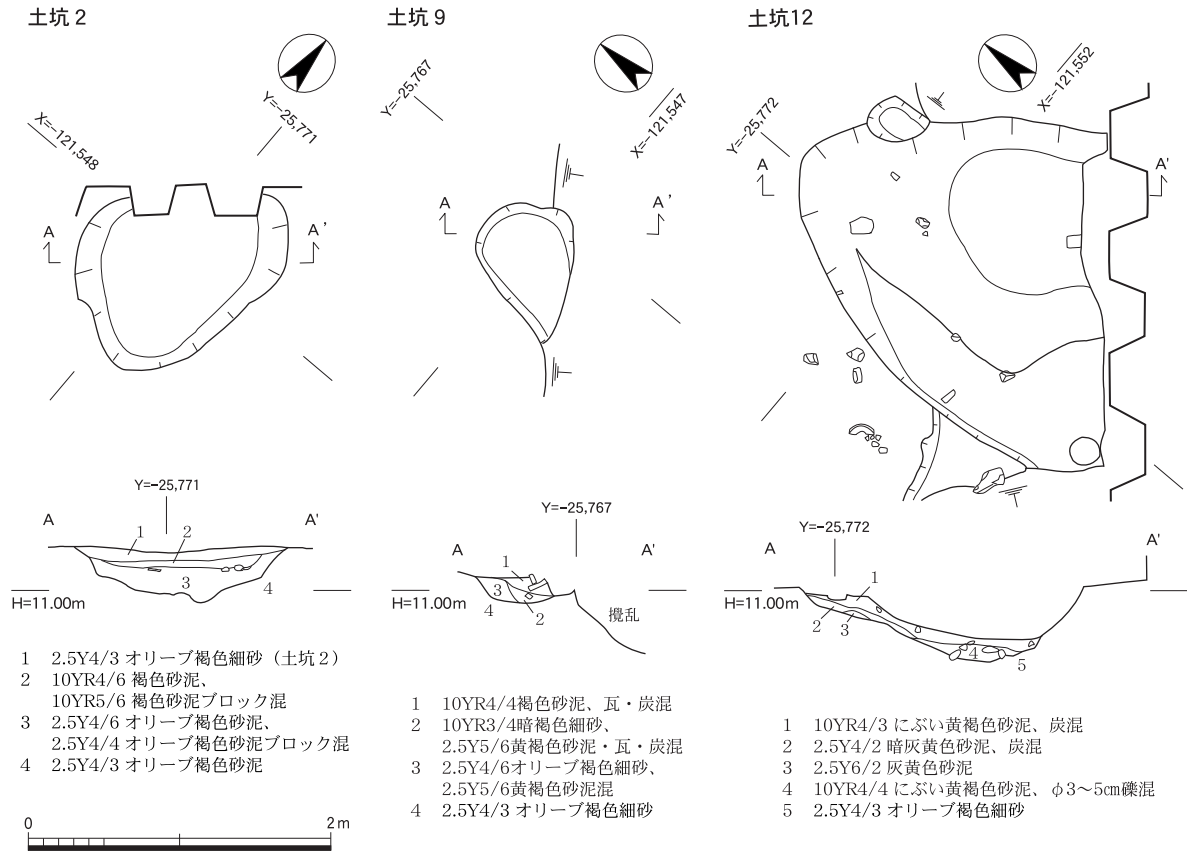 土坑２
土坑９
土坑12
X=-121,548
Y=-25,771
A
A'
Y=-25,767
X=-121,547
A
A'
Y=-25,772
X=-121,552
A
A'
Y=-25,771
A
A'
1
2
3
4
H=11.00m
Y=-25,767
A
A'
1
3
4
2
H=11.00m
攪乱
Y=-25,772
A
A'
H=11.00m
1
2
3
4
5
1 2.5Y4/3 オリーブ褐色細砂（土坑２）
2 10YR4/6 褐色砂泥、
10YR5/6 褐色砂泥ブロック混
3 2.5Y4/6 オリーブ褐色砂泥、
2.5Y4/4 オリーブ褐色砂泥ブロック混
4 2.5Y4/3 オリーブ褐色砂泥
1 10YR4/4褐色砂泥、瓦・炭混
2 10YR3/4暗褐色細砂、
2.5Y5/6黄褐色砂泥・瓦・炭混
3 2.5Y4/6オリーブ褐色細砂、
2.5Y5/6黄褐色砂泥混
4 2.5Y4/3 オリーブ褐色細砂
1 10YR4/3 にぶい黄褐色砂泥、炭混
2 2.5Y4/2 暗灰黄色砂泥、炭混
3 2.5Y6/2 灰黄色砂泥
4 10YR4/4 にぶい黄褐色砂泥、φ3～5㎝礫混
5 2.5Y4/3 オリーブ褐色細砂
0 2m